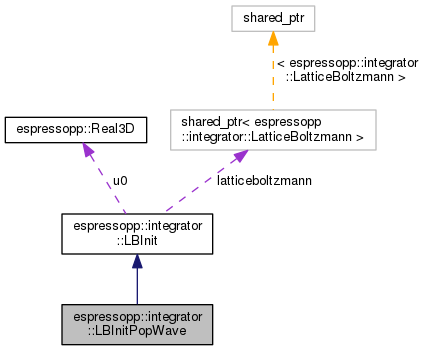 shared_ptr
< espressopp::integrator
::LatticeBoltzmann >
espressopp::Real3D
shared_ptr< espressopp
::integrator::LatticeBoltzmann >
u0
latticeboltzmann
espressopp::integrator
::LBInit
espressopp::integrator
::LBInitPopWave